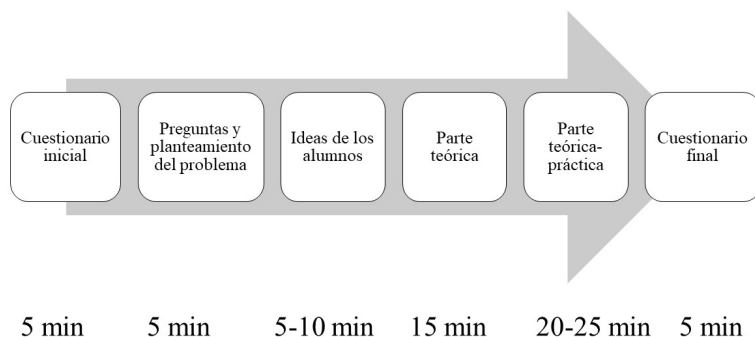 Cuestionario
inicial
Preguntas y
planteamiento
del problema
Ideas de los
alumnos
Parte
teórica
Parte
teórica-
práctica
Cuestionario
final
5 min
5 min
5-10 min
15 min
20-25 min
5 min